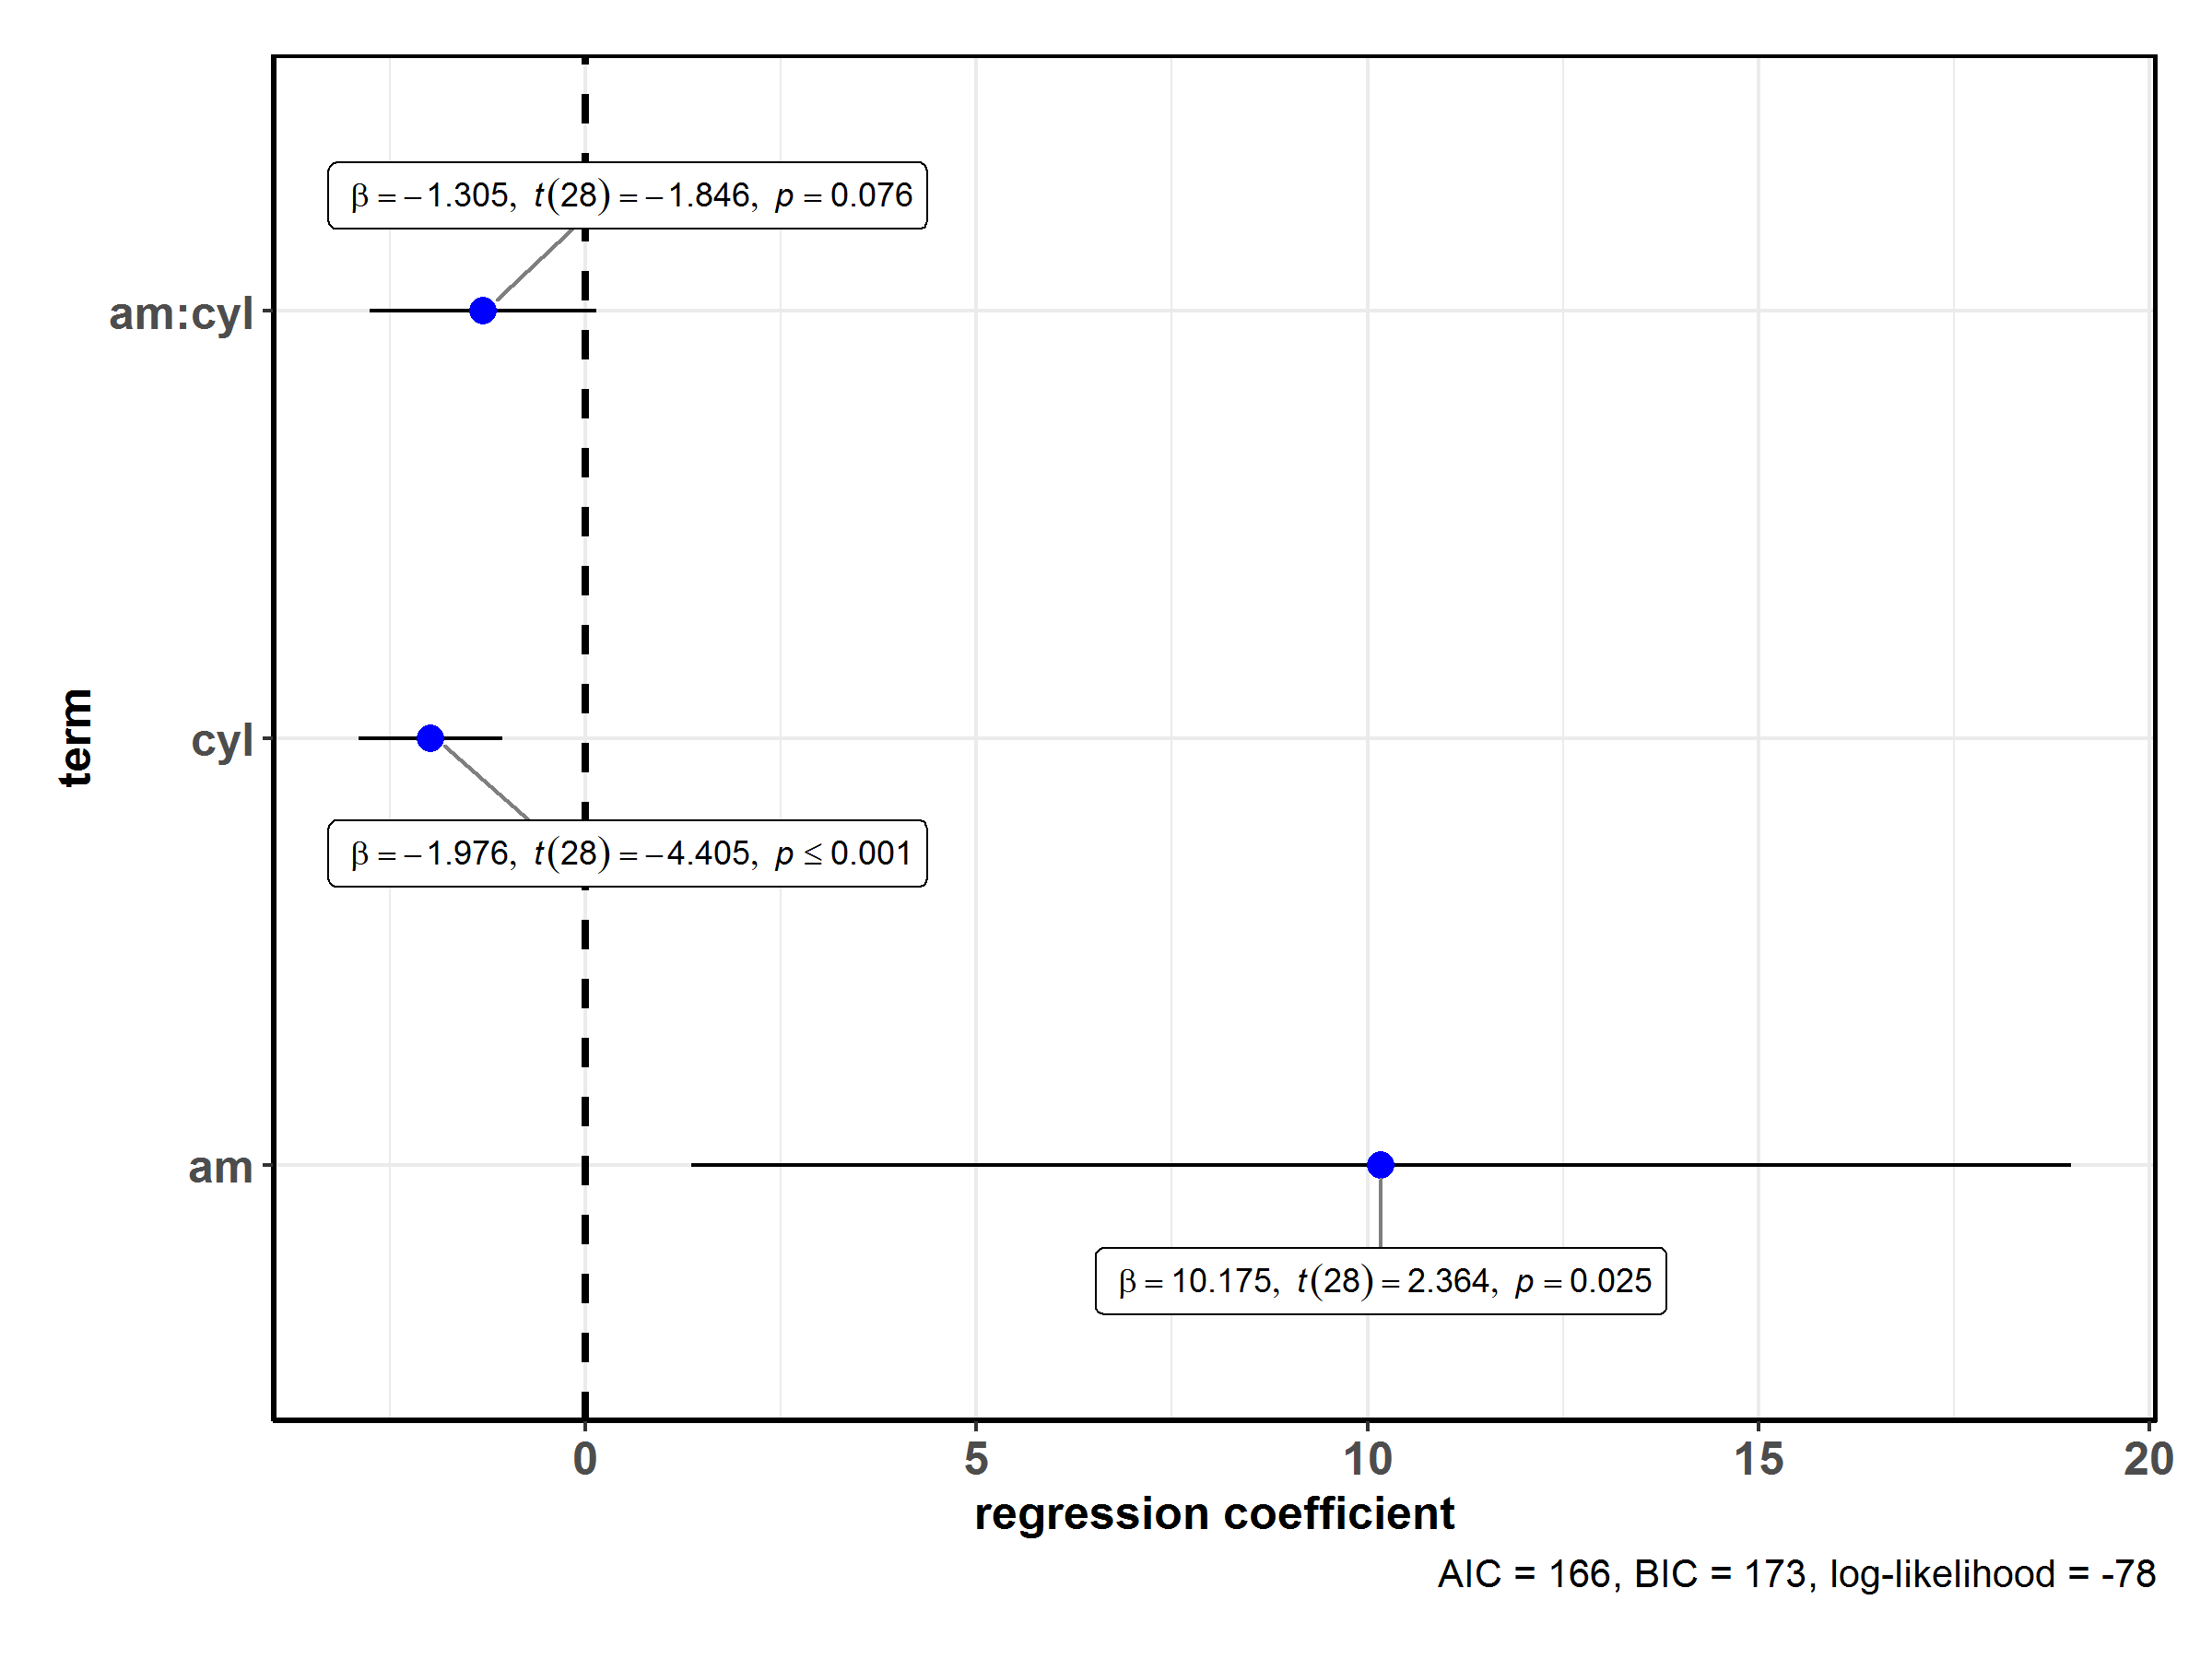 β = −1.305, t(28) = −1.846, p = 0.076
am:cyl
term
cyl
β = −1.976, t(28) = −4.405, p ≤ 0.001
am
β = 10.175, t(28) = 2.364, p = 0.025
0 5 10 15 20
regression coefficient
AIC = 166, BIC = 173, log-likelihood = -78